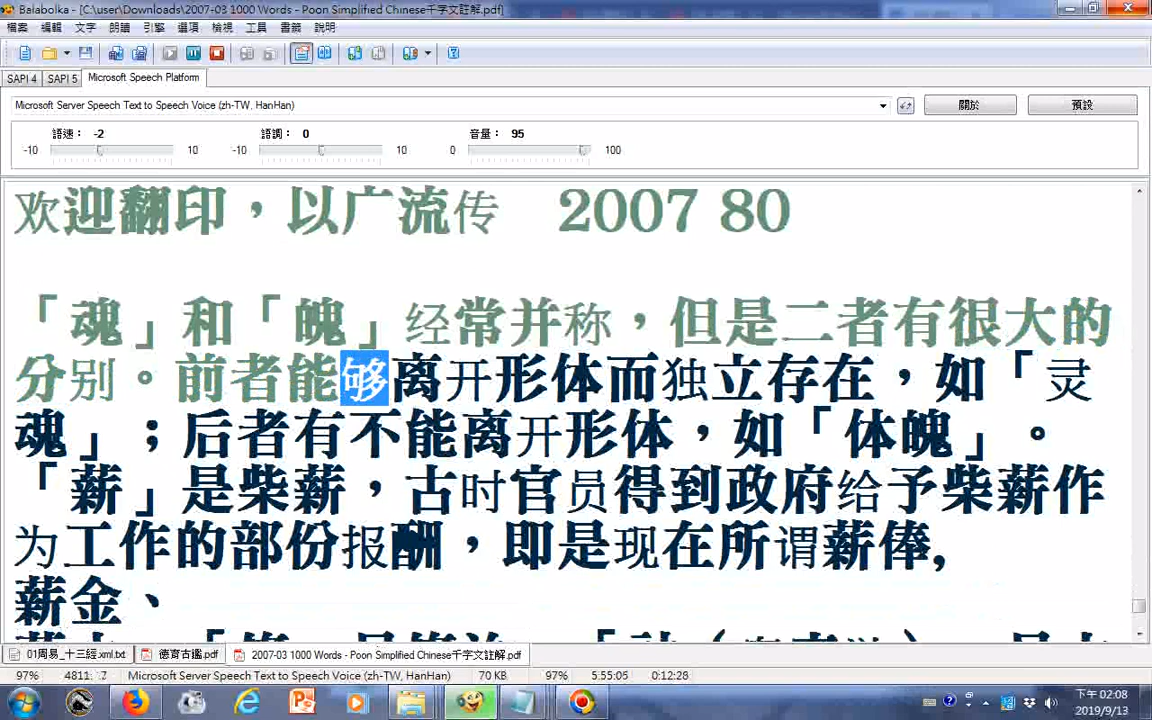 Balabolka - [C:\user\Downloads\2007-03 1000 Words - Poon Simplified Chinese千字文註解.pdf]
檔案 編輯 文字 朗讀 引擎 選項 檢視 工具 書籤 說明
SAPI 4 SAPI 5 Microsoft Speech Platform
Microsoft Server Speech Text to Speech Voice (zh-TW, HanHan) 關於 預設
語速： -2 語調： 0 音量： 95
-10 10 -10 10 0 100
欢迎翻印，以广流传 2007 80
「魂」和「魄」经常并称，但是二者有很大的
分别。前者能够离开形体而独立存在，如「灵
魂」；后者有不能离开形体，如「体魄」。
「薪」是柴薪，古时官员得到政府给予柴薪作
为工作的部份报酬，即是现在所谓薪俸,
薪金、
01周易_十三經.xml.txt 德育古鑑.pdf 2007-03 1000 Words - Poon Simplified Chinese千字文註解.pdf
97% Microsoft Server Speech Text to Speech Voice (zh-TW, HanHan) 70 KB 97% 5:55:05 0:12:28
下午 02:08
2019/9/13